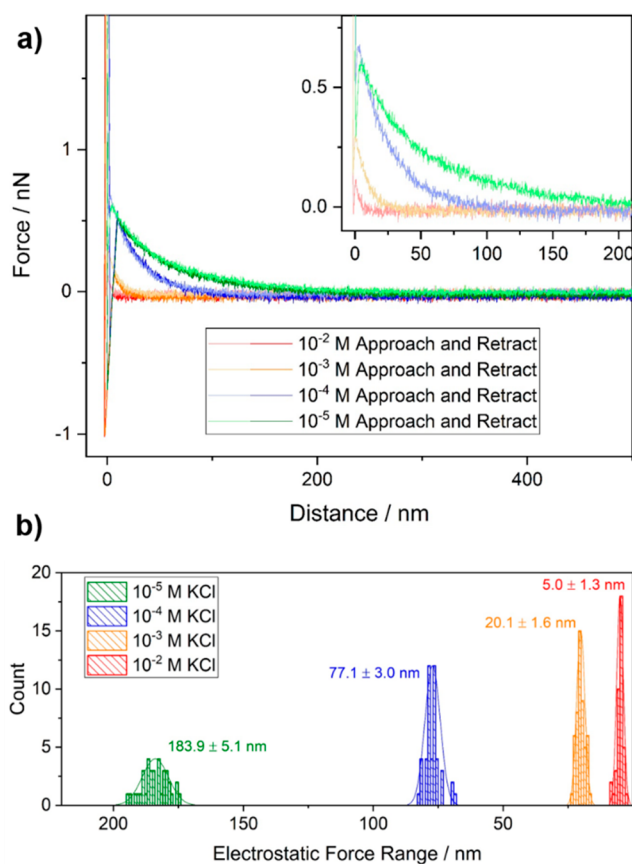 a)
Force / nN
1
0
-1
0.5
0.0
0 50 100 150 200
10⁻² M Approach and Retract
10⁻³ M Approach and Retract
10⁻⁴ M Approach and Retract
10⁻⁵ M Approach and Retract
0 200 400
Distance / nm
b)
Count
20
15
10
5
0
10⁻⁵ M KCl
10⁻⁴ M KCl
10⁻³ M KCl
10⁻² M KCl
5.0 ± 1.3 nm
20.1 ± 1.6 nm
77.1 ± 3.0 nm
183.9 ± 5.1 nm
200 150 100 50
Electrostatic Force Range / nm